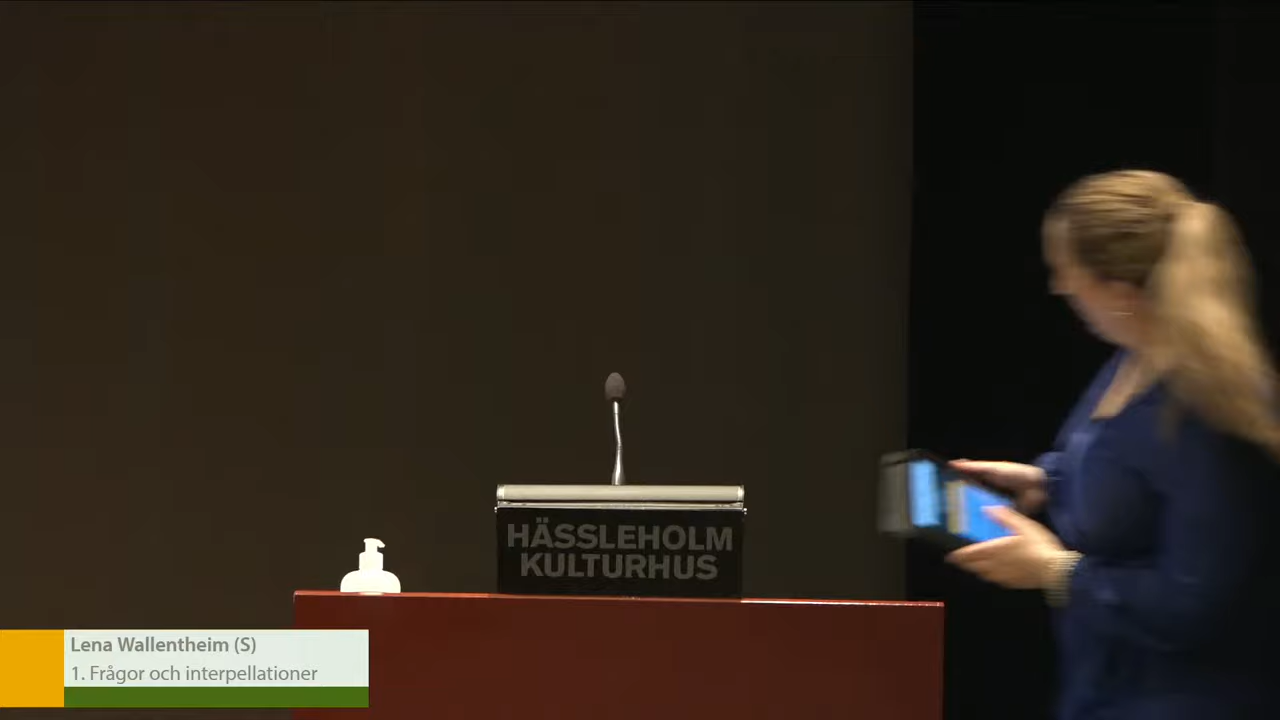 HÄSSLEHOLM
KULTURHUS
Lena Wallentheim (S)
1. Frågor och interpellationer